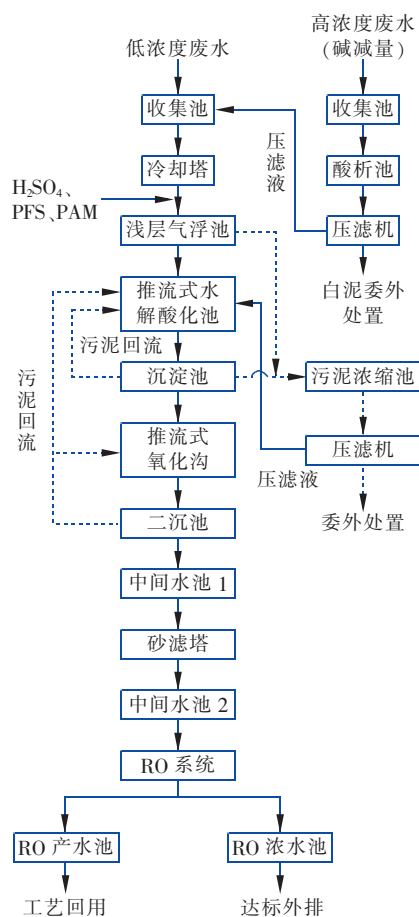 低浓度废水
高浓度废水
(碱减量)
收集池
收集池
压滤液
冷却塔
酸析池
H₂SO₄、
PFS、PAM
浅层气浮池
压滤机
白泥委外
处置
推流式水
解酸化池
污泥回流
沉淀池
污泥浓缩池
污泥回流
推流式
氧化沟
压滤机
压滤液
二沉池
委外处置
中间水池 1
砂滤塔
中间水池 2
RO 系统
RO 产水池
RO 浓水池
工艺回用
达标外排